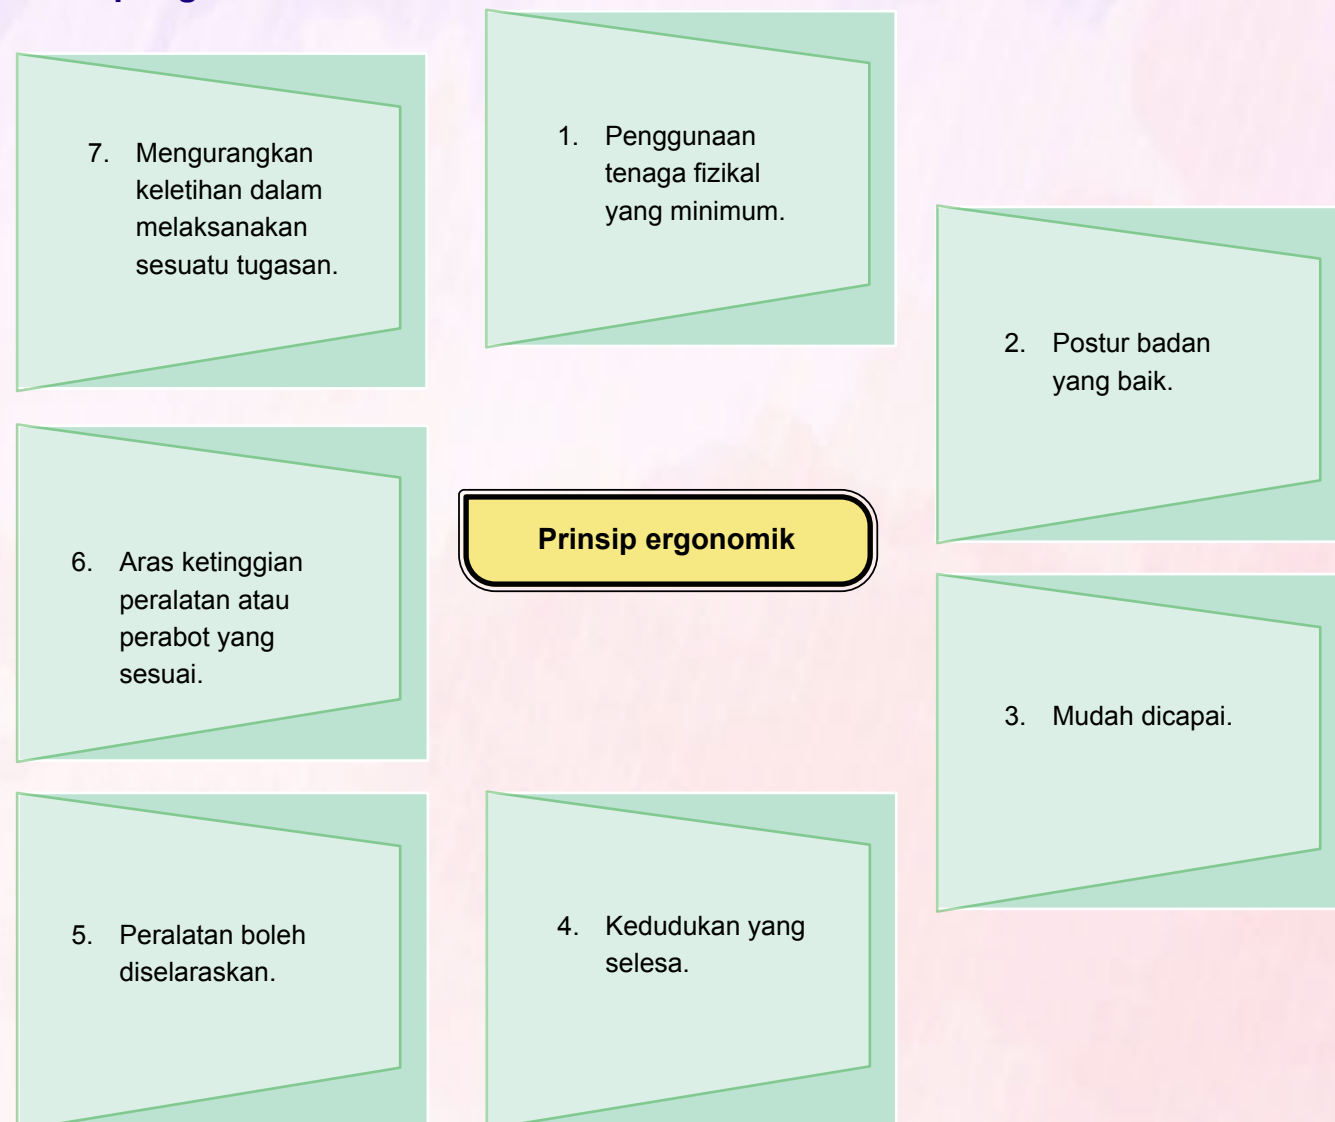 1. Penggunaan
tenaga fizikal
yang minimum.
2. Postur badan
yang baik.
3. Mudah dicapai.
4. Kedudukan yang
selesa.
5. Peralatan boleh
diselaraskan.
6. Aras ketinggian
peralatan atau
perabot yang
sesuai.
7. Mengurangkan
keletihan dalam
melaksanakan
sesuatu tugasan.
Prinsip ergonomik